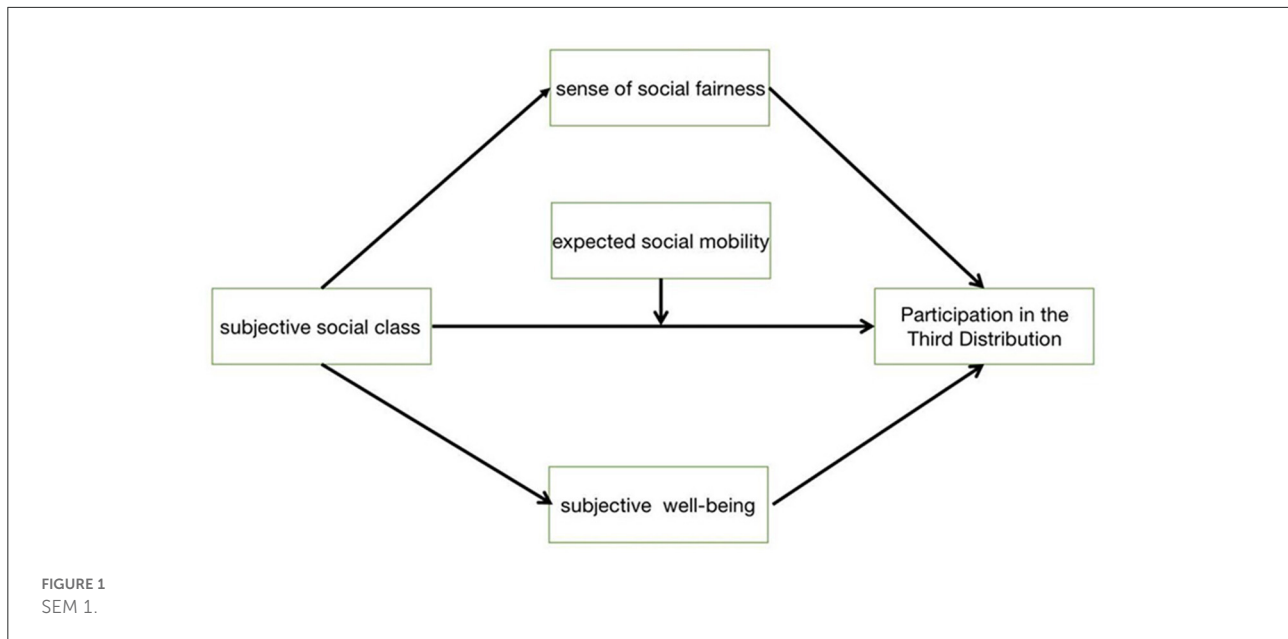 sense of social fairness
expected social mobility
subjective social class
Participation in the
Third Distribution
subjective well-being
FIGURE 1
SEM 1.